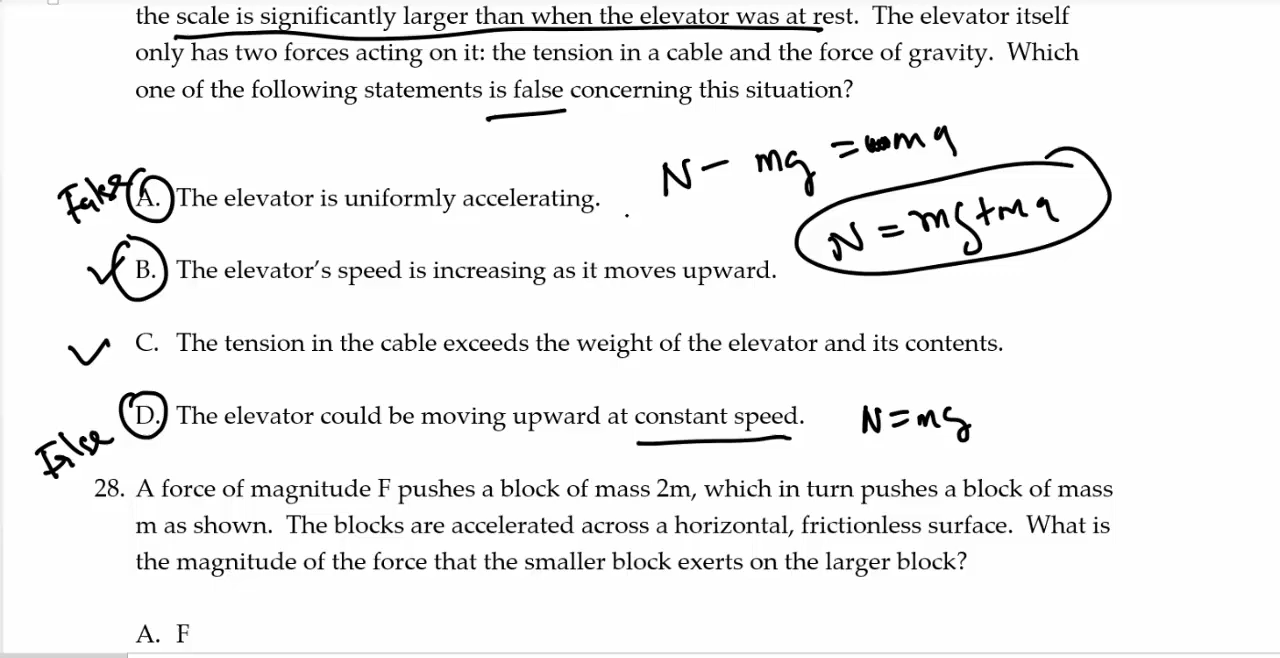 the scale is significantly larger than when the elevator was at rest. The elevator itself
only has two forces acting on it: the tension in a cable and the force of gravity. Which
one of the following statements is false concerning this situation?
N - mg = ma
False A. The elevator is uniformly accelerating.
N = mg + ma
B. The elevator's speed is increasing as it moves upward.
C. The tension in the cable exceeds the weight of the elevator and its contents.
D. The elevator could be moving upward at constant speed. N = mg
False
28. A force of magnitude F pushes a block of mass 2m, which in turn pushes a block of mass
m as shown. The blocks are accelerated across a horizontal, frictionless surface. What is
the magnitude of the force that the smaller block exerts on the larger block?
A. F